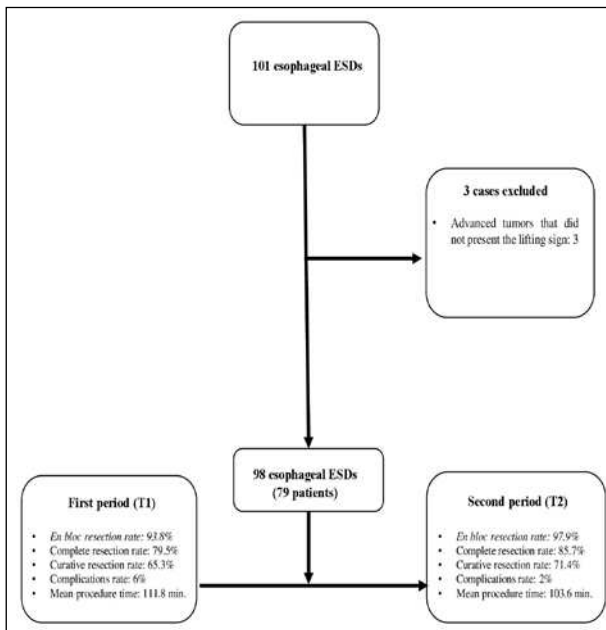 101 esophageal ESDs
3 cases excluded
• Advanced tumors that did
not present the lifting sign: 3
98 esophageal ESDs
(79 patients)
First period (T1)
• En bloc resection rate: 93.8%
• Complete resection rate: 79.5%
• Curative resection rate: 65.3%
• Complications rate: 6%
• Mean procedure time: 111.8 min.
Second period (T2)
• En bloc resection rate: 97.9%
• Complete resection rate: 85.7%
• Curative resection rate: 71.4%
• Complications rate: 2%
• Mean procedure time: 103.6 min.